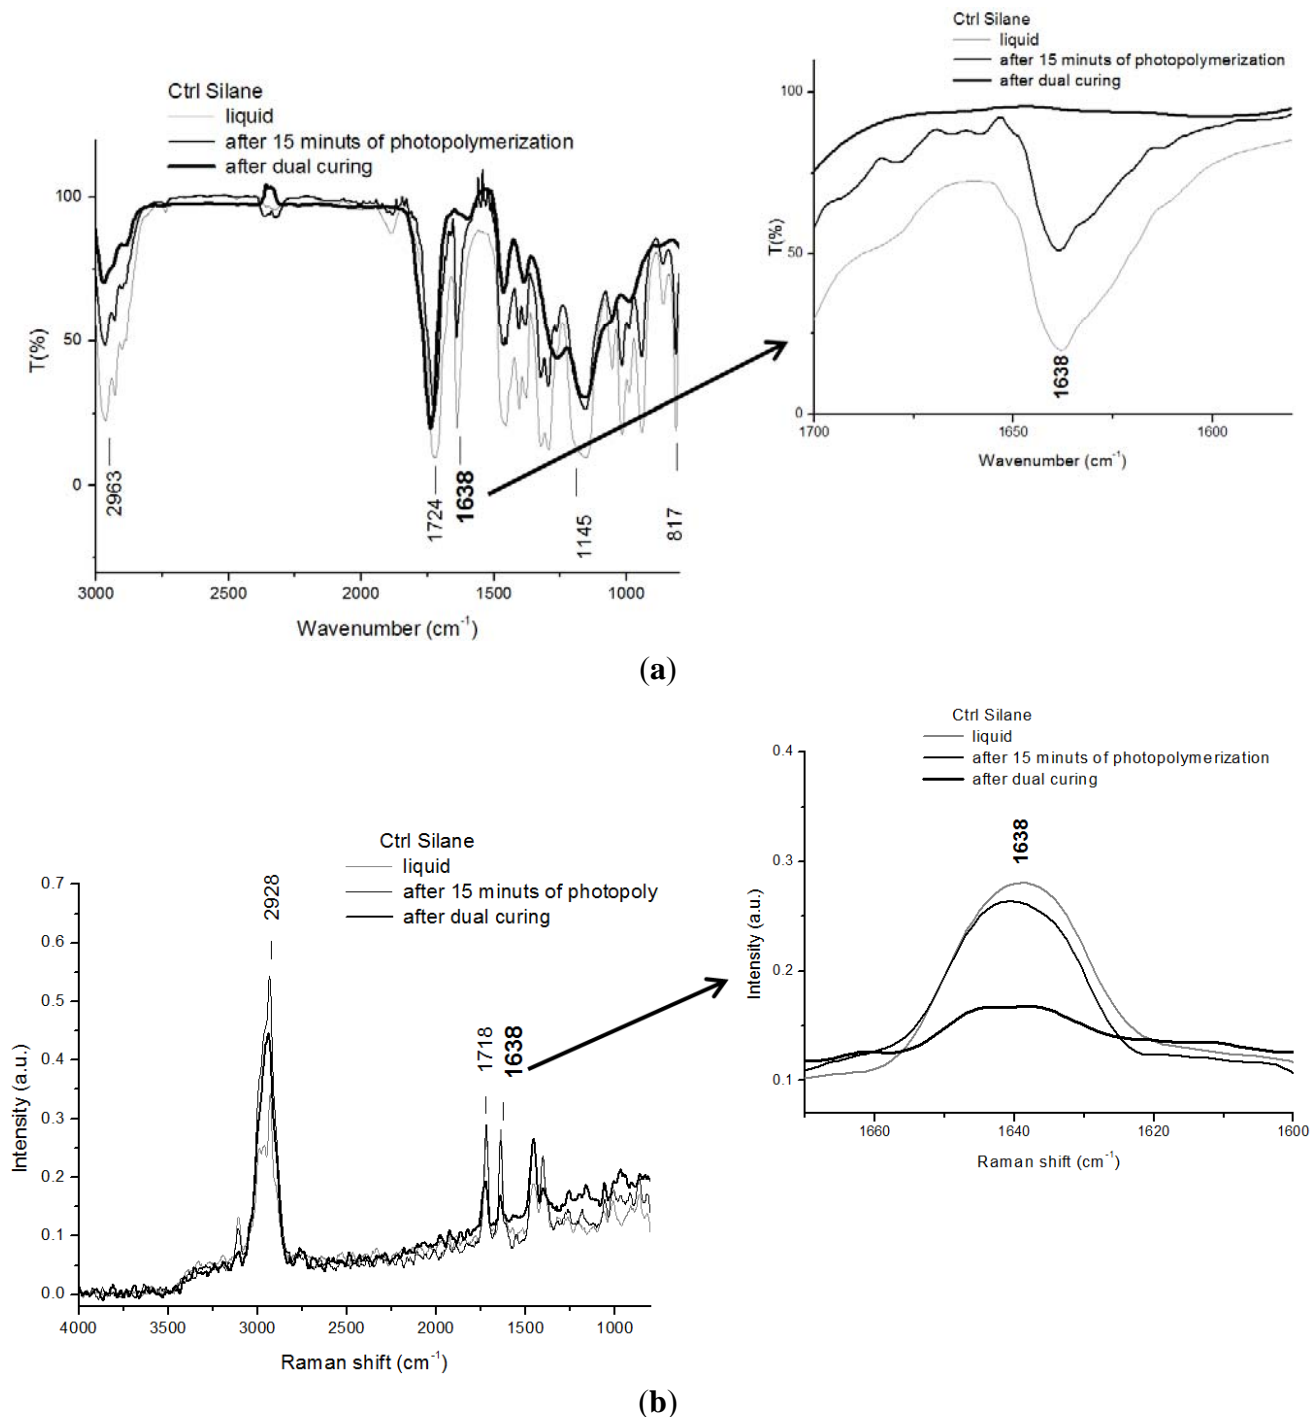 Ctrl Silane
liquid
after 15 minuts of photopolymerization
after dual curing
100
50
0
T(%)
2963
1724
1638
1145
817
3000
2500
2000
1500
1000
Wavenumber (cm⁻¹)
Ctrl Silane
liquid
after 15 minuts of photopolymerization
after dual curing
100
50
0
T(%)
1638
1700
1650
1600
Wavenumber (cm⁻¹)
(a)
Ctrl Silane
liquid
after 15 minuts of photopoly
after dual curing
0.7
0.6
0.5
0.4
0.3
0.2
0.1
0.0
Intensity (a.u.)
2928
1718
1638
4000
3500
3000
2500
2000
1500
1000
Raman shift (cm⁻¹)
Ctrl Silane
liquid
after 15 minuts of photopolymerization
after dual curing
0.4
0.3
0.2
0.1
Intensity (a.u.)
1638
1660
1640
1620
1600
Raman shift (cm⁻¹)
(b)